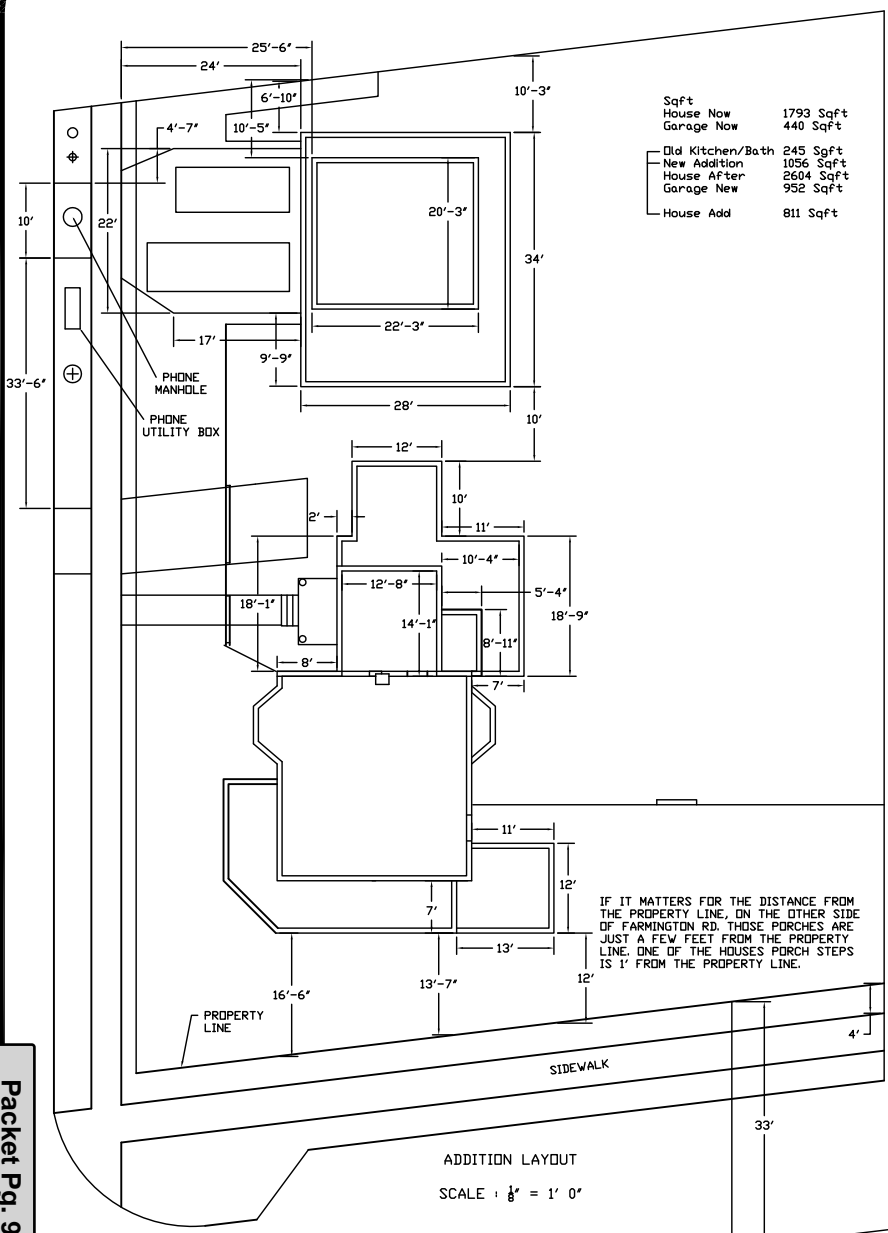 25'-6"
24'
6'-10"
10'-5"
10'-3"
4'-7"
10'
22'
20'-3"
34'
22'-3"
17'
9'-9"
33'-6"
28'
10'
PHONE
MANHOLE
PHONE
UTILITY BOX
Sqft
House Now 1793 Sqft
Garage Now 440 Sqft
Old Kitchen/Bath 245 Sqft
New Addition 1056 Sqft
House After 2604 Sqft
Garage New 952 Sqft
House Add 811 Sqft
12'
10'
2'
11'
10'-4"
12'-8"
5'-4"
18'-1"
14'-1"
8'-11"
18'-9"
8'
7'
11'
12'
7'
13'
IF IT MATTERS FOR THE DISTANCE FROM
THE PROPERTY LINE, ON THE OTHER SIDE
OF FARMINGTON RD. THOSE PORCHES ARE
JUST A FEW FEET FROM THE PROPERTY
LINE. ONE OF THE HOUSES PORCH STEPS
IS 1' FROM THE PROPERTY LINE.
16'-6"
13'-7"
12'
PROPERTY
LINE
4'
SIDEWALK
33'
ADDITION LAYOUT
SCALE : 1/8" = 1' 0"
Packet Pg. 9